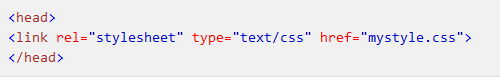 <head>
<link rel="stylesheet" type="text/css" href="mystyle.css">
</head>